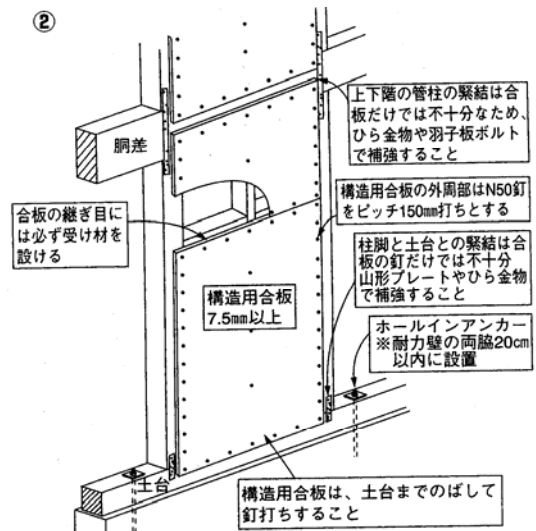 ②
上下階の管柱の緊結は合
板だけでは不十分なため、
ひら金物や羽子板ボルト
で補強すること
胴差
構造用合板の外周部はN50釘
をピッチ150mm打ちとする
合板の継ぎ目に
は必ず受け材を
設ける
柱脚と土台との緊結は合
板の釘だけでは不十分
山形プレートやひら金物
で補強すること
構造用合板
7.5mm以上
ホールインアンカー
※耐力壁の両脇20cm
以内に設置
土台
構造用合板は、土台までのばして
釘打ちすること